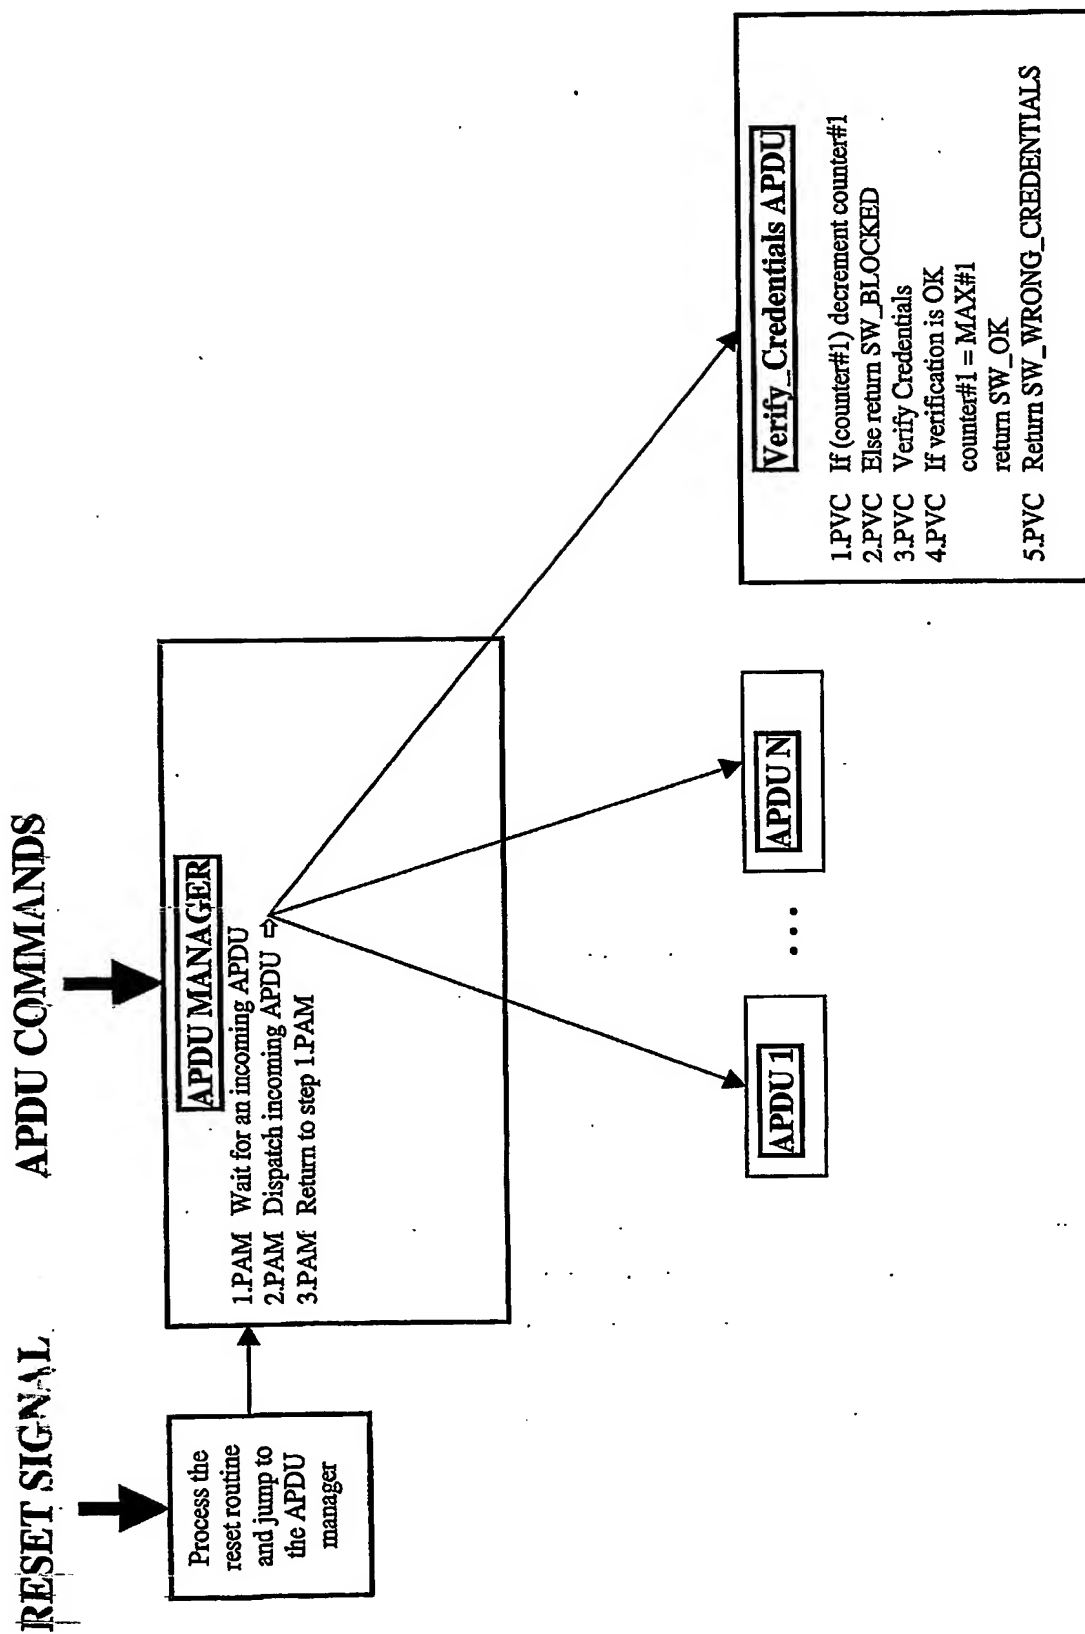 RESET SIGNAL
APDU COMMANDS
Process the
reset routine
and jump to
the APDU
manager
APDU MANAGER
1.PAM Wait for an incoming APDU
2.PAM Dispatch incoming APDU ⇨
3.PAM Return to step 1.PAM
APDU 1
...
APDU N
Verify_Credentials APDU
1.PVC If (counter#1) decrement counter#1
2.PVC Else return SW_BLOCKED
3.PVC Verify Credentials
4.PVC If verification is OK
counter#1 = MAX#1
return SW_OK
5.PVC Return SW_WRONG_CREDENTIALS